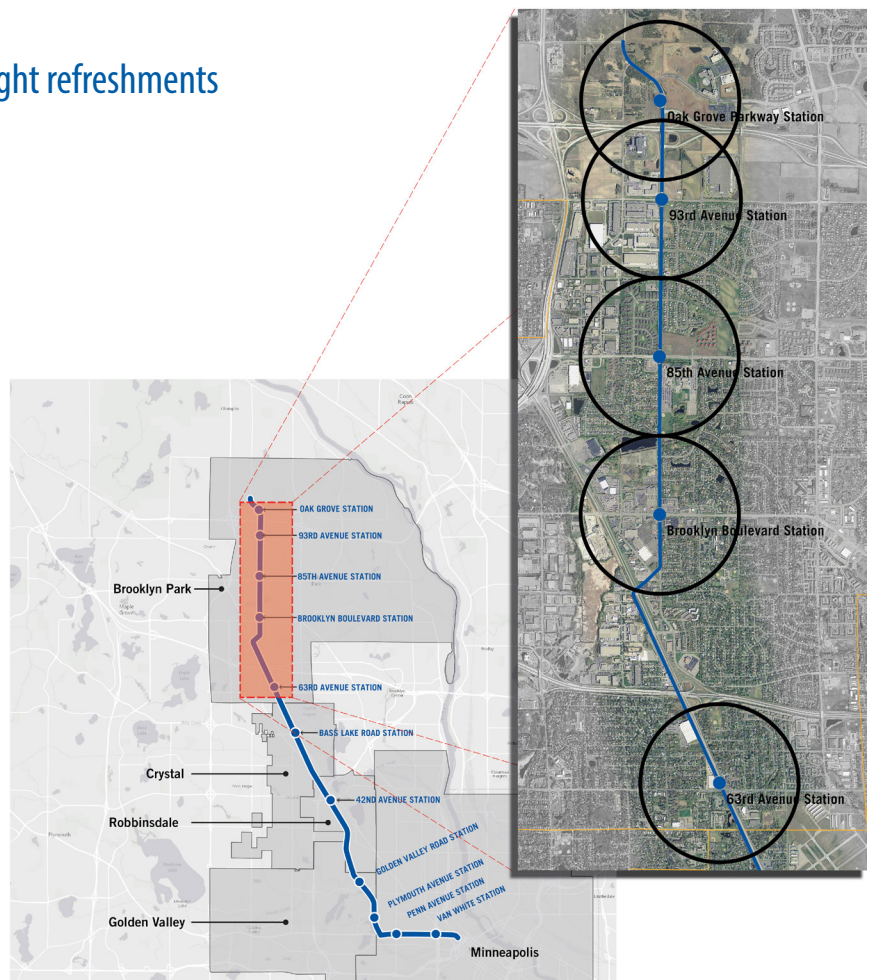 ght refreshments
Oak Grove Parkway Station
93rd Avenue Station
85th Avenue Station
Brooklyn Boulevard Station
63rd Avenue Station
OAK GROVE STATION
93RD AVENUE STATION
85TH AVENUE STATION
Brooklyn Park
BROOKLYN BOULEVARD STATION
63RD AVENUE STATION
BASS LAKE ROAD STATION
Crystal
42ND AVENUE STATION
Robbinsdale
GOLDEN VALLEY ROAD STATION
PLYMOUTH AVENUE STATION
PENN AVENUE STATION
VAN WHITE STATION
Golden Valley
Minneapolis
Coon
Rapids
Plymouth